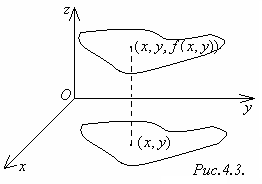 z
(x, y, f(x, y))
O
y
(x, y)
x
Рис.4.3.